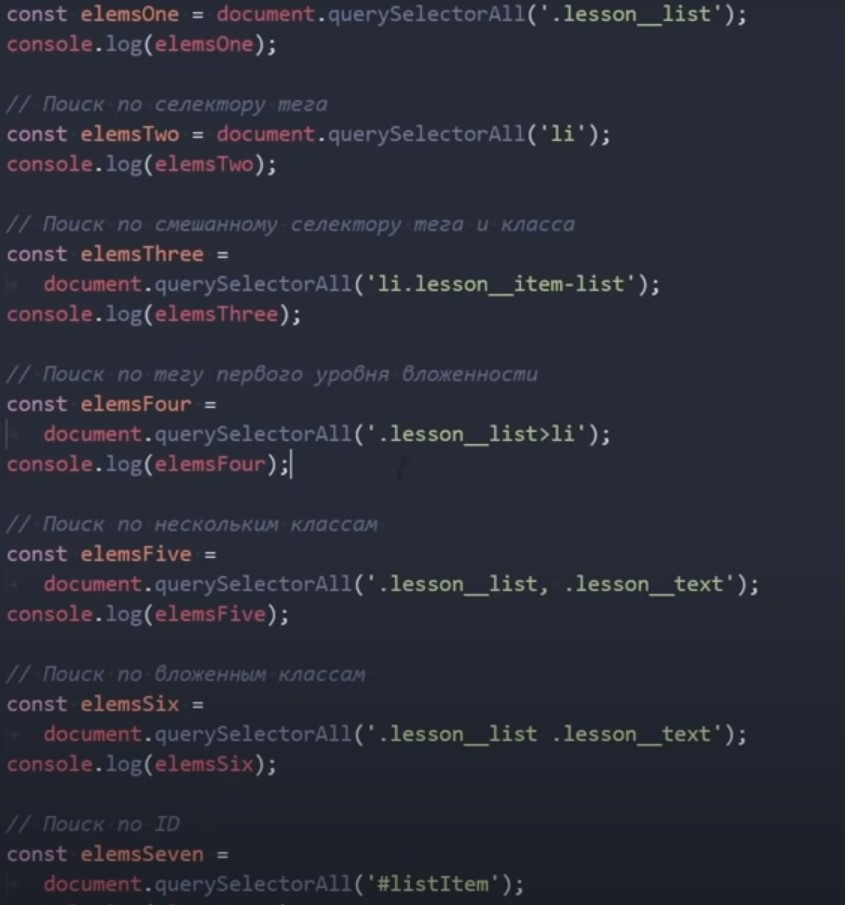 const elemsOne = document.querySelectorAll('.lesson__list');
console.log(elemsOne);
// Поиск по селектору тега
const elemsTwo = document.querySelectorAll('li');
console.log(elemsTwo);
// Поиск по смешанному селектору тега и класса
const elemsThree =
document.querySelectorAll('li.lesson__item-list');
console.log(elemsThree);
// Поиск по тегу первого уровня вложенности
const elemsFour =
document.querySelectorAll('.lesson__list>li');
console.log(elemsFour);
// Поиск по нескольким классам
const elemsFive =
document.querySelectorAll('.lesson__list, .lesson__text');
console.log(elemsFive);
// Поиск по вложенным классам
const elemsSix =
document.querySelectorAll('.lesson__list .lesson__text');
console.log(elemsSix);
// Поиск по ID
const elemsSeven =
document.querySelectorAll('#listItem');